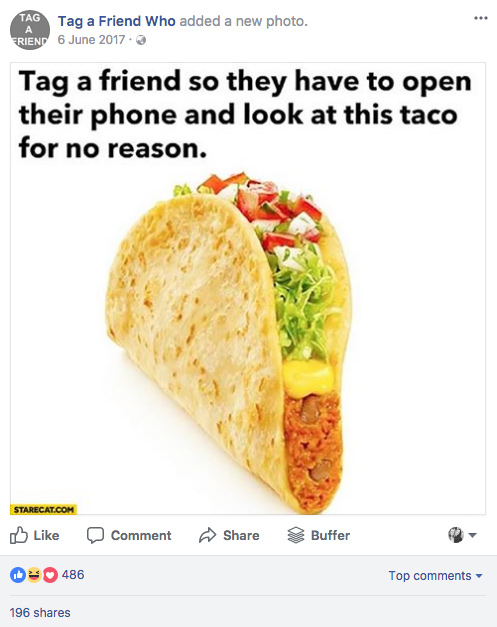 TAG
A
FRIEND
Tag a Friend Who added a new photo.
6 June 2017 ·
Tag a friend so they have to open
their phone and look at this taco
for no reason.
STARECAT.COM
Like Comment Share Buffer
486 Top comments
196 shares